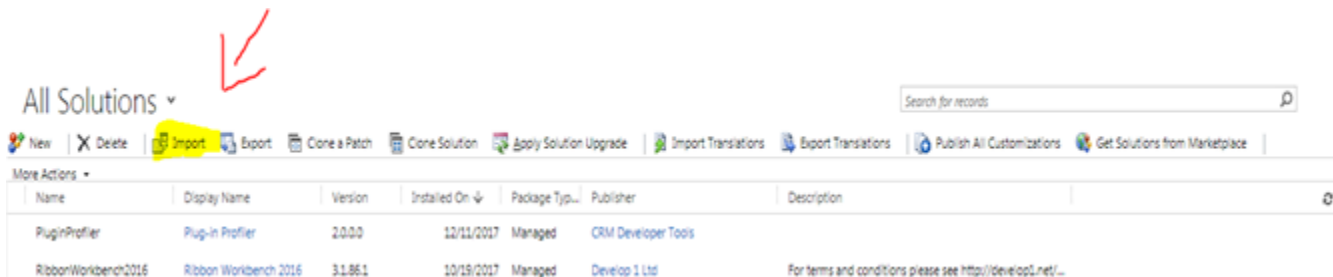 All Solutions
Search for records
New Delete Import Export Clone a Patch Clone Solution Apply Solution Upgrade Import Translations Export Translations Publish All Customizations Get Solutions from Marketplace
More Actions
Name Display Name Version Installed On Package Typ... Publisher Description
PluginProfiler Plug-in Profiler 2.0.0.0 12/11/2017 Managed CRM Developer Tools
RibbonWorkbench2016 Ribbon Workbench 2016 3.1.86.1 10/19/2017 Managed Develop 1 Ltd For terms and conditions please see http://develop1.net/...